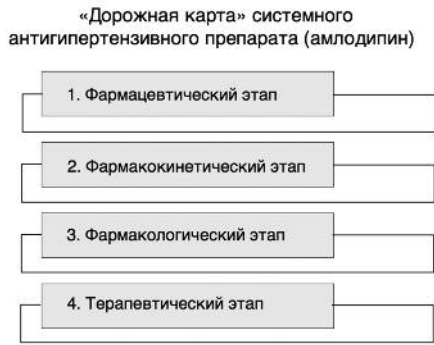 «Дорожная карта» системного
антигипертензивного препарата (амлодипин)
1. Фармацевтический этап
2. Фармакокинетический этап
3. Фармакологический этап
4. Терапевтический этап